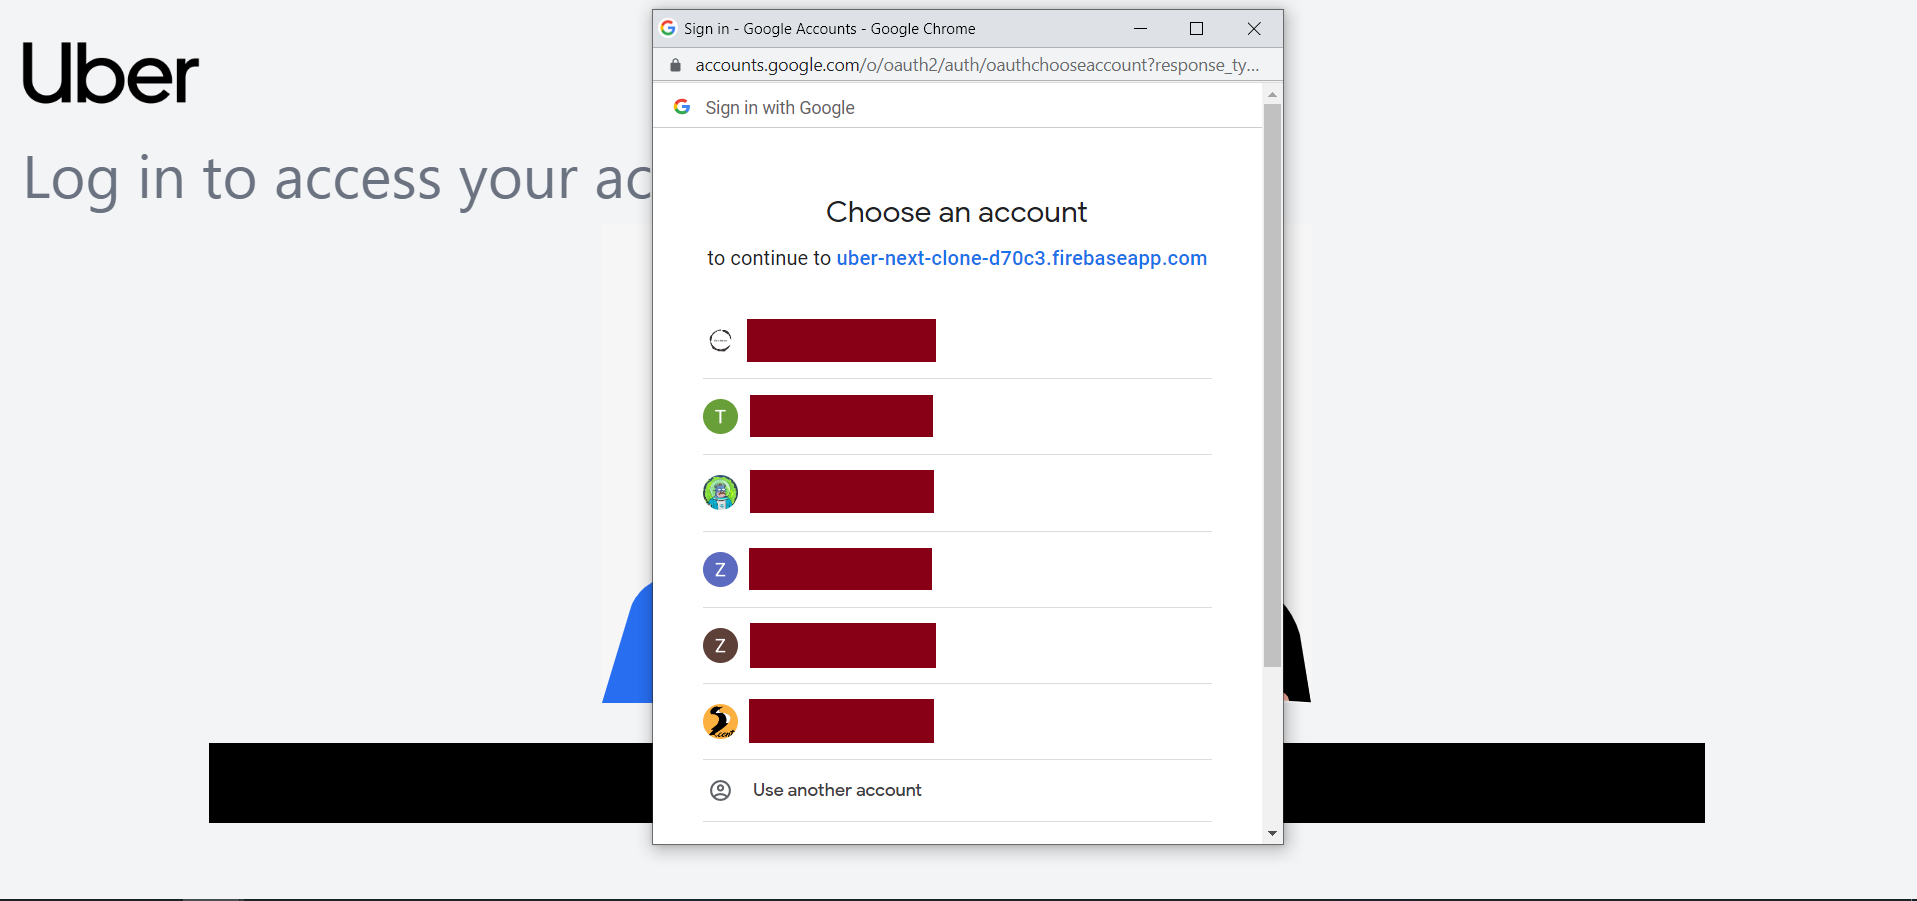 Uber
Log in to access your ac
Sign in - Google Accounts - Google Chrome
accounts.google.com/o/oauth2/auth/oauthchooseaccount?response_ty...
Sign in with Google
Choose an account
to continue to uber-next-clone-d70c3.firebaseapp.com
T
Z
Z
Use another account